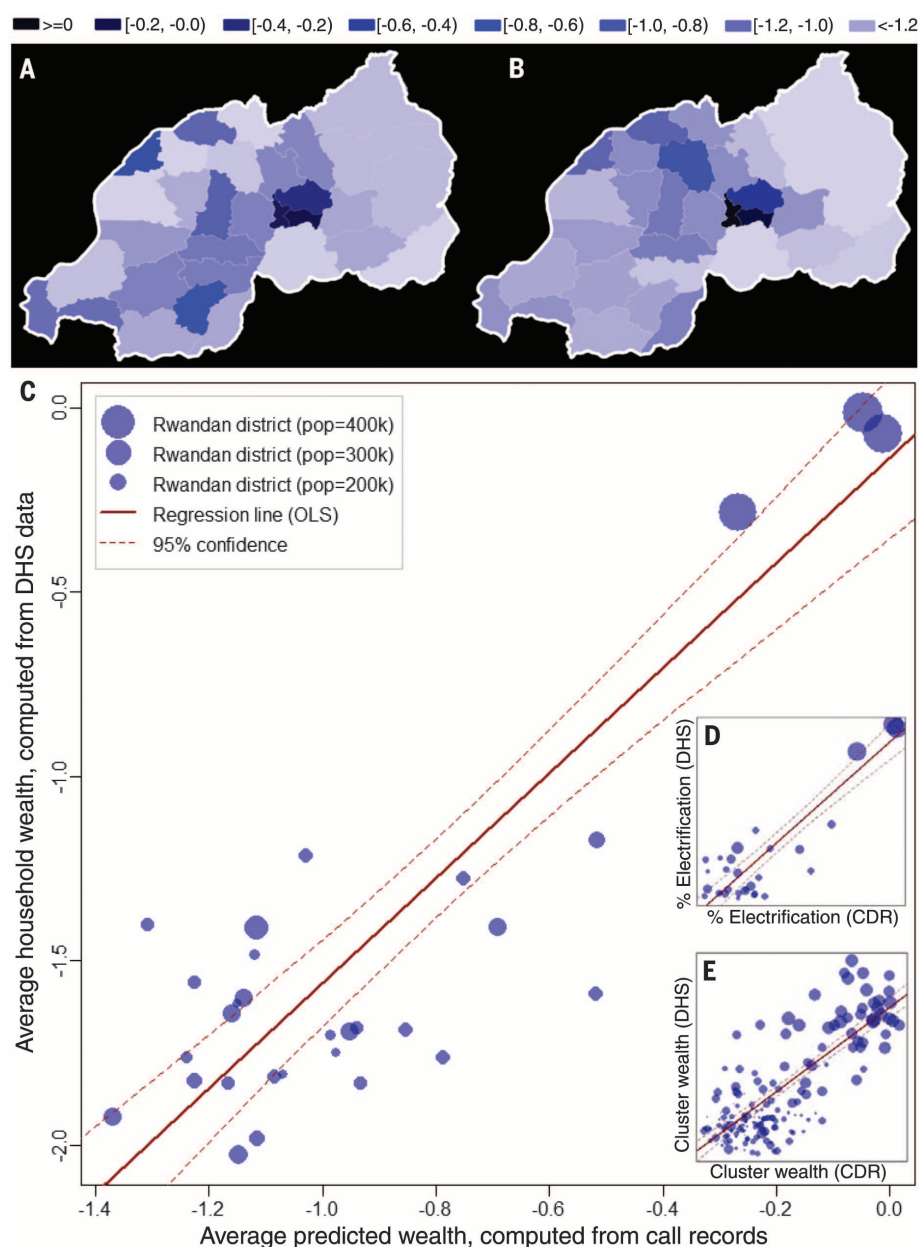 >=0 [-0.2, -0.0) [-0.4, -0.2) [-0.6, -0.4) [-0.8, -0.6) [-1.0, -0.8) [-1.2, -1.0) <-1.2
A B
C
Rwandan district (pop=400k)
Rwandan district (pop=300k)
Rwandan district (pop=200k)
Regression line (OLS)
95% confidence
Average household wealth, computed from DHS data
0.0
-0.5
-1.0
-1.5
-2.0
D
% Electrification (DHS)
% Electrification (CDR)
E
Cluster wealth (DHS)
Cluster wealth (CDR)
-1.4 -1.2 -1.0 -0.8 -0.6 -0.4 -0.2 0.0
Average predicted wealth, computed from call records